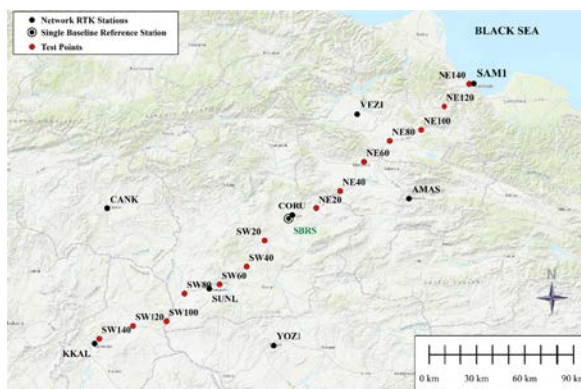 Network RTK Stations
Single Baseline Reference Station
Test Points
BLACK SEA
NE140
SAM1
NE120
VEZI
NE100
NE80
NE60
NE40
AMAS
CANK
CORU
NE20
SBRS
SW20
SW40
SW60
SW80
SUNL
SW100
SW120
SW140
KKAL
YOZ1
N
0 km 30 km 60 km 90 km